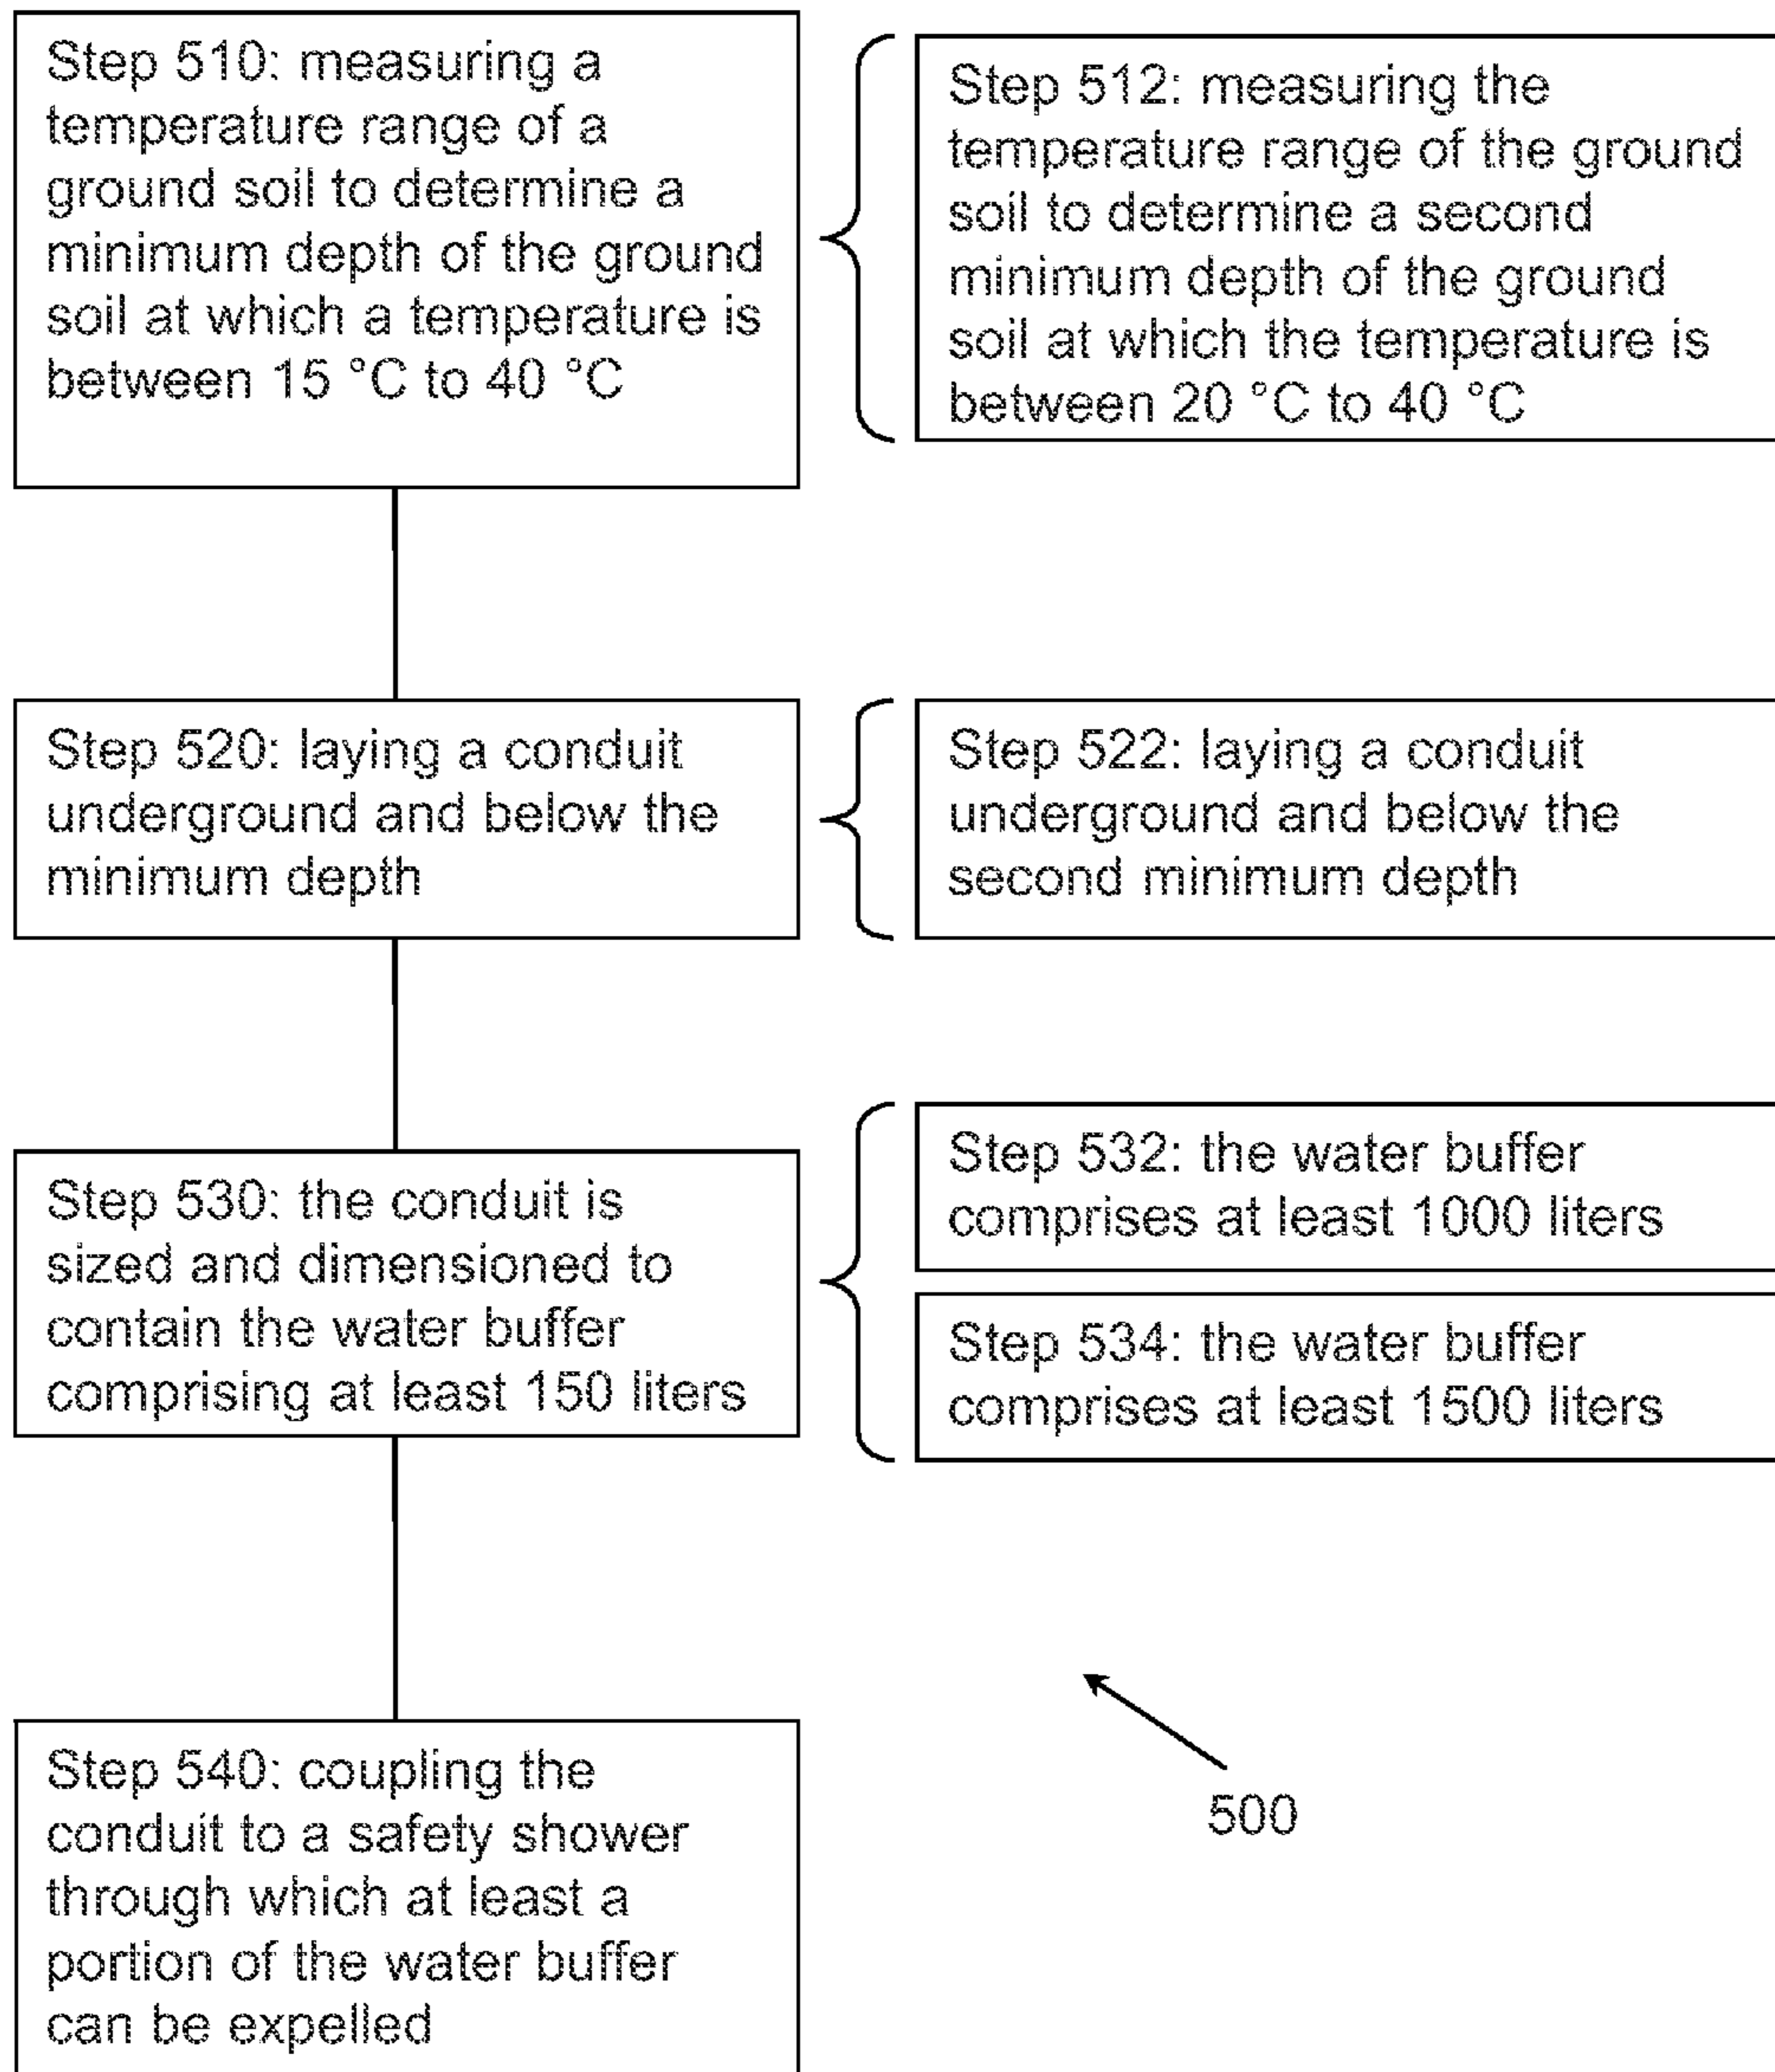 Step 510: measuring a
temperature range of a
ground soil to determine a
minimum depth of the ground
soil at which a temperature is
between 15 °C to 40 °C
Step 512: measuring the
temperature range of the ground
soil to determine a second
minimum depth of the ground
soil at which the temperature is
between 20 °C to 40 °C
Step 520: laying a conduit
underground and below the
minimum depth
Step 522: laying a conduit
underground and below the
second minimum depth
Step 530: the conduit is
sized and dimensioned to
contain the water buffer
comprising at least 150 liters
Step 532: the water buffer
comprises at least 1000 liters
Step 534: the water buffer
comprises at least 1500 liters
Step 540: coupling the
conduit to a safety shower
through which at least a
portion of the water buffer
can be expelled
500